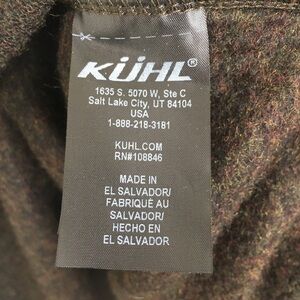 KÜHL®
1635 S. 5070 W, Ste C
Salt Lake City, UT 84104
USA
1-888-218-3181
KUHL.COM
RN#108846
MADE IN
EL SALVADOR/
FABRIQUÉ AU
SALVADOR/
HECHO EN
EL SALVADOR